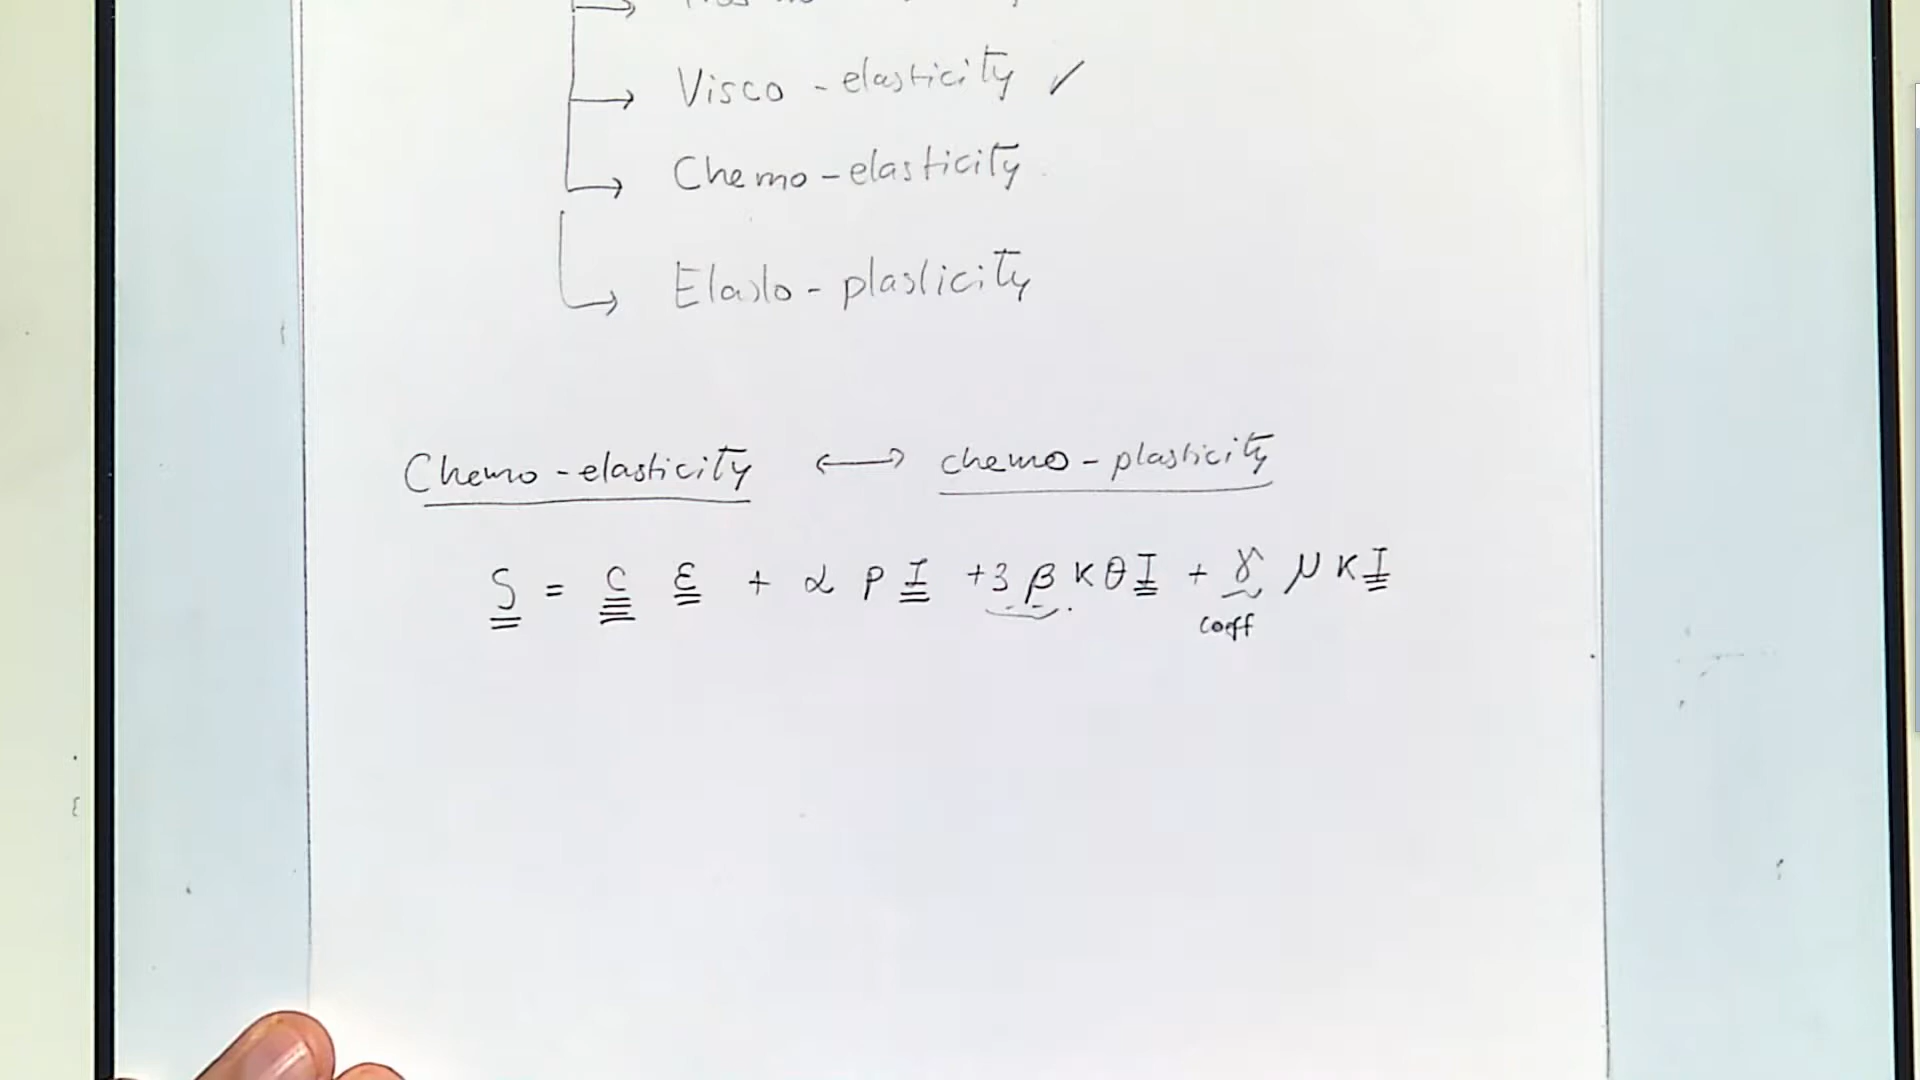 → Visco - elasticity ✓
→ Chemo - elasticity
→ Elasto - plasticity
Chemo - elasticity ⟷ chemo - plasticity
S = C ε + α P I + 3 β K θ I + γ μ K I
Coeff